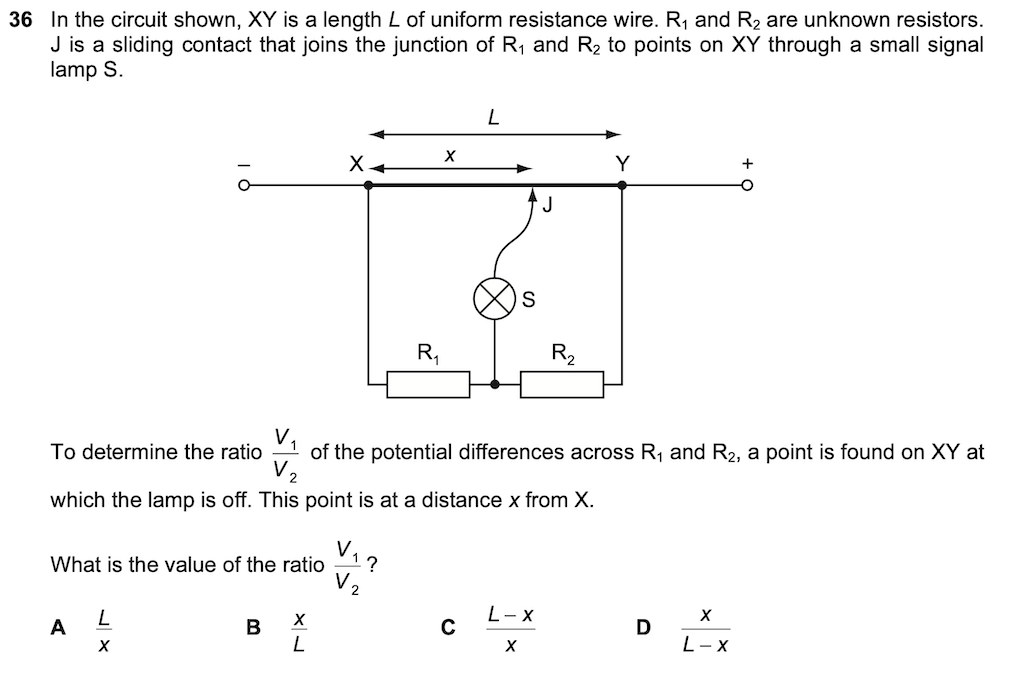 36 In the circuit shown, XY is a length L of uniform resistance wire. R₁ and R₂ are unknown resistors.
J is a sliding contact that joins the junction of R₁ and R₂ to points on XY through a small signal
lamp S.
L
– X x Y +
J
S
R₁ R₂
To determine the ratio V₁/V₂ of the potential differences across R₁ and R₂, a point is found on XY at
which the lamp is off. This point is at a distance x from X.
What is the value of the ratio V₁/V₂ ?
A L/x B x/L C (L – x)/x D x/(L – x)